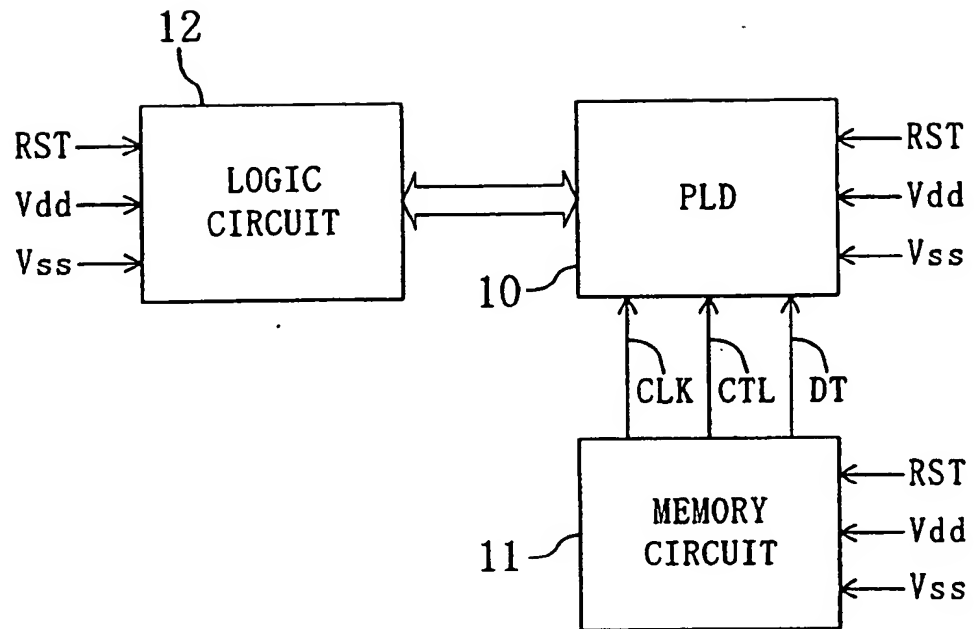 12
RST
Vdd
Vss
LOGIC
CIRCUIT
PLD
RST
Vdd
Vss
10
CLK
CTL
DT
11
MEMORY
CIRCUIT
RST
Vdd
Vss